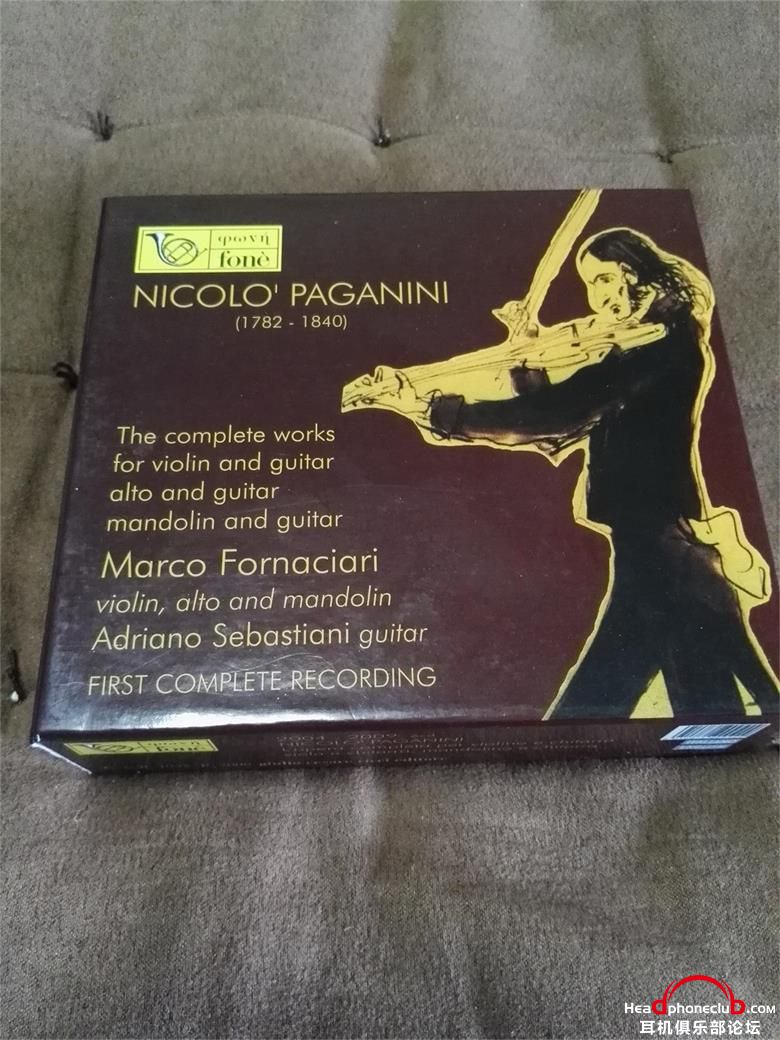 φωνή
fonè
NICOLO' PAGANINI
(1782 - 1840)
The complete works
for violin and guitar
alto and guitar
mandolin and guitar
Marco Fornaciari
violin, alto and mandolin
Adriano Sebastiani guitar
FIRST COMPLETE RECORDING
φωνή
fonè
Headphoneclub.com
耳机俱乐部论坛